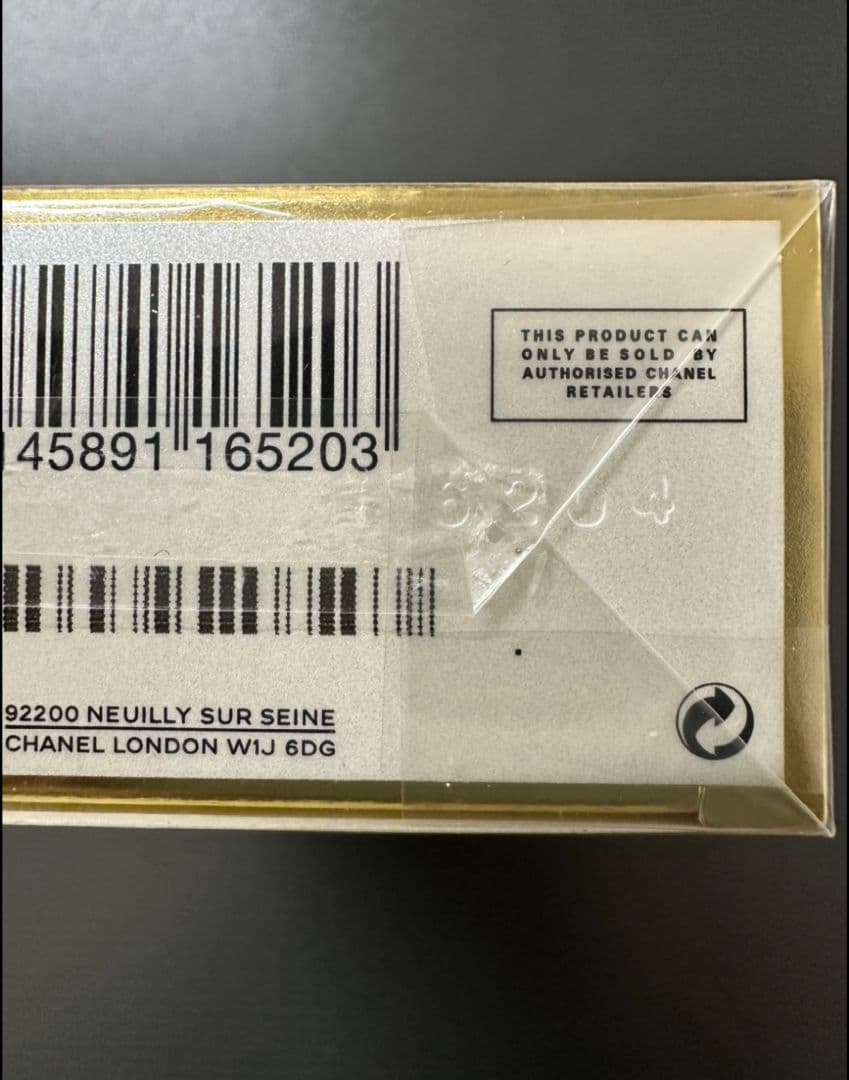 THIS PRODUCT CAN
ONLY BE SOLD BY
AUTHORISED CHANEL
RETAILERS
45891 165203
92200 NEUILLY SUR SEINE
CHANEL LONDON W1J 6DG